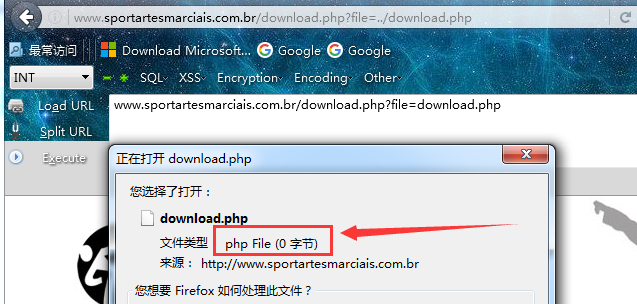 www.sportartesmarciais.com.br/download.php?file=../download.php
最常访问 Download Microsoft... Google Google
INT SQL XSS Encryption Encoding Other
Load URL www.sportartesmarciais.com.br/download.php?file=download.php
Split URL
Execute
正在打开 download.php
您选择了打开：
download.php
文件类型 php File (0 字节)
来源： http://www.sportartesmarciais.com.br
您想要 Firefox 如何处理此文件？